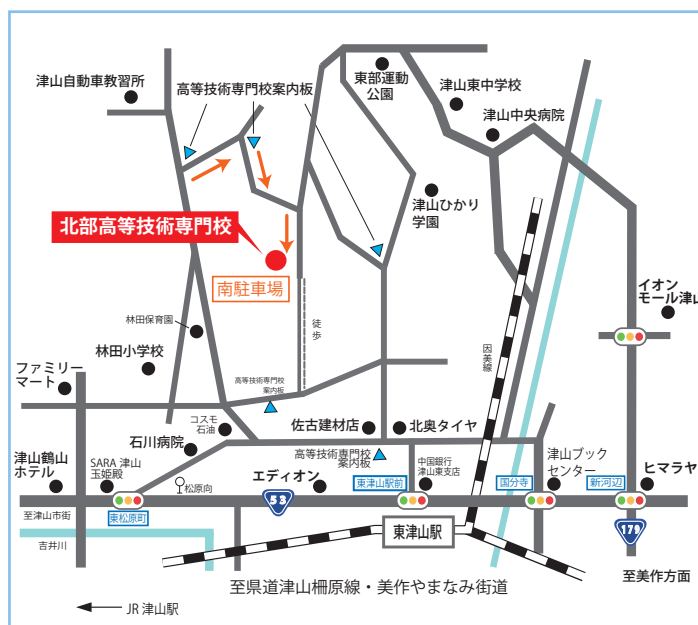 津山自動車教習所
高等技術専門校案内板
東部運動
公園
津山東中学校
津山中央病院
津山ひかり
学園
北部高等技術専門校
南駐車場
イオン
モール津山
林田保育園
徒歩
因美線
林田小学校
ファミリー
マート
高等技術専門校
案内板
コスモ
石油
佐古建材店
北奥タイヤ
石川病院
高等技術専門校
案内板
津山鶴山
ホテル
SARA 津山
玉姫殿
松原向
エディオン
中国銀行
津山東支店
津山ブック
センター
ヒマラヤ
東津山駅前
国分寺
新河辺
53
至津山市街
東松原町
179
吉井川
東津山駅
至美作方面
至県道津山柵原線・美作やまなみ街道
JR 津山駅